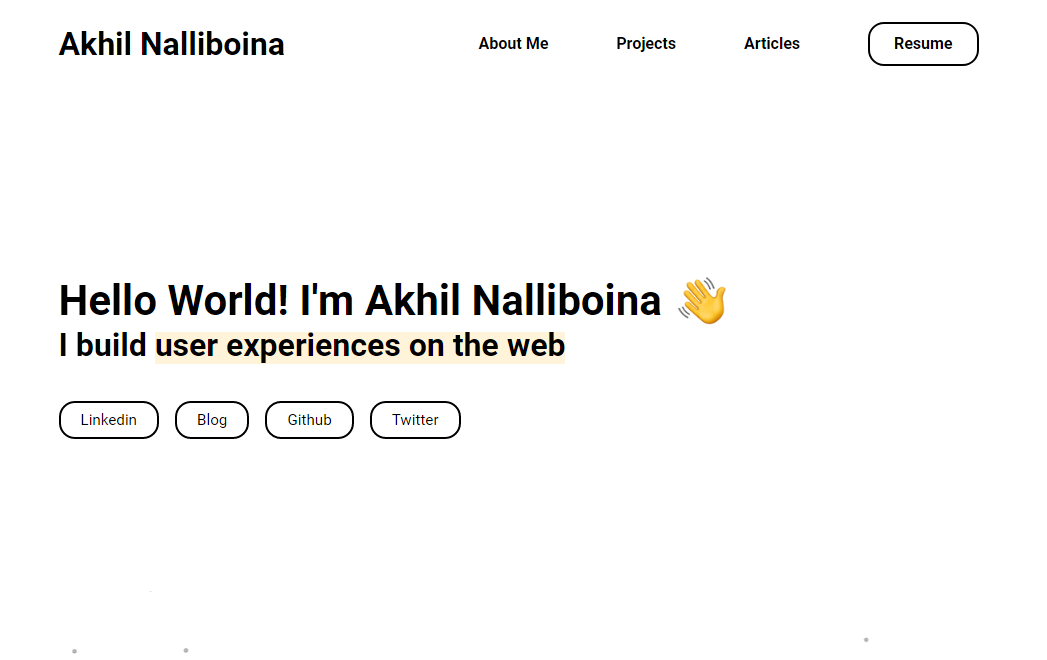 Akhil Nalliboina
About Me Projects Articles Resume
Hello World! I'm Akhil Nalliboina 👋
I build user experiences on the web
Linkedin Blog Github Twitter